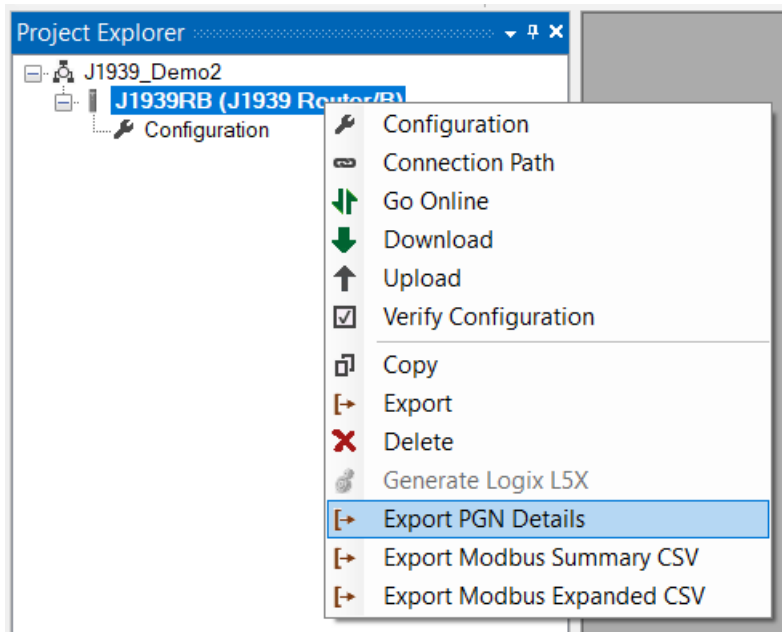 Project Explorer
J1939_Demo2
J1939RB (J1939 Router/B)
Configuration
Configuration
Connection Path
Go Online
Download
Upload
Verify Configuration
Copy
Export
Delete
Generate Logix L5X
Export PGN Details
Export Modbus Summary CSV
Export Modbus Expanded CSV